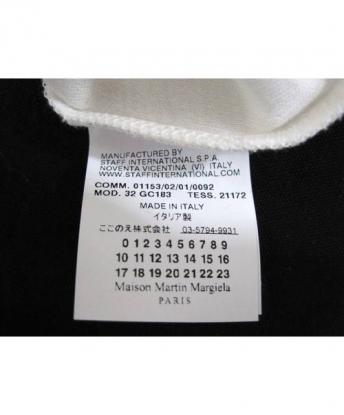 MANUFACTURED BY
STAFF INTERNATIONAL S.P.A.
NOVENTA VICENTINA (VI) ITALY
WWW.STAFFINTERNATIONAL.COM
COMM. 01153/02/01/0092
MOD. 32 GC183 TESS. 21172
MADE IN ITALY
イタリア製
ここのえ株式会社 03-5794-9931
0 1 2 3 4 5 6 7 8 9
10 11 12 13 14 15 16
17 18 19 20 21 22 23
Maison Martin Margiela
PARIS